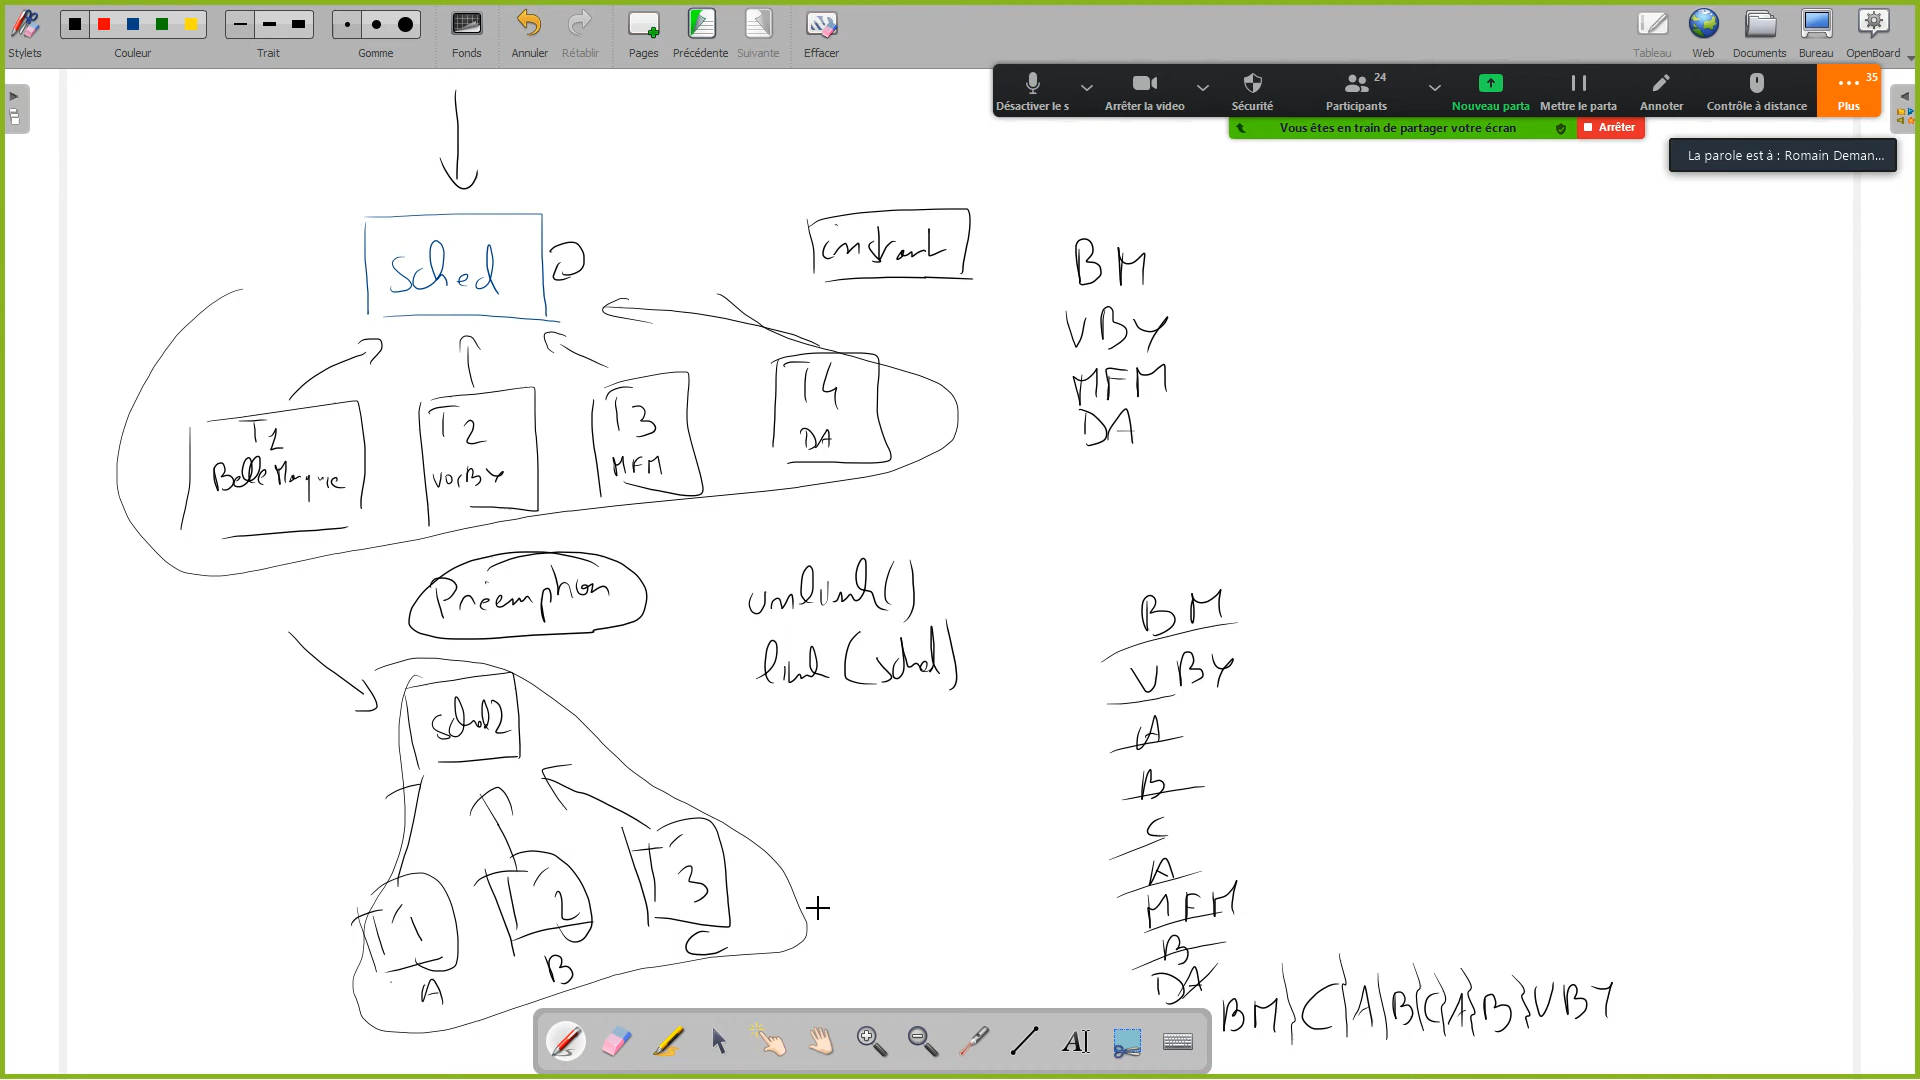 Stylets
Couleur
Trait
Gomme
Fonds
Annuler
Rétablir
Pages
Précédente
Suivante
Effacer
Tableau
Web
Documents
Bureau
OpenBoard
Désactiver le s
Arrêter la video
Sécurité
Participants
24
Nouveau parta
Mettre le parta
Annoter
Contrôle à distance
35
Plus
Vous êtes en train de partager votre écran
Arrêter
La parole est à : Romain Deman...
sched
instant
BM
VBY
MFM
DA
T1
Belle Marquise
T2
VORBY
T3
MFM
T4
DA
Préemption
unlink()
link(sched)
sched2
T1
A
T2
B
T3
C
BM
VBY
A
B
C
A
MFM
B
DA
BM } C { A | B { C { A } B } VBY